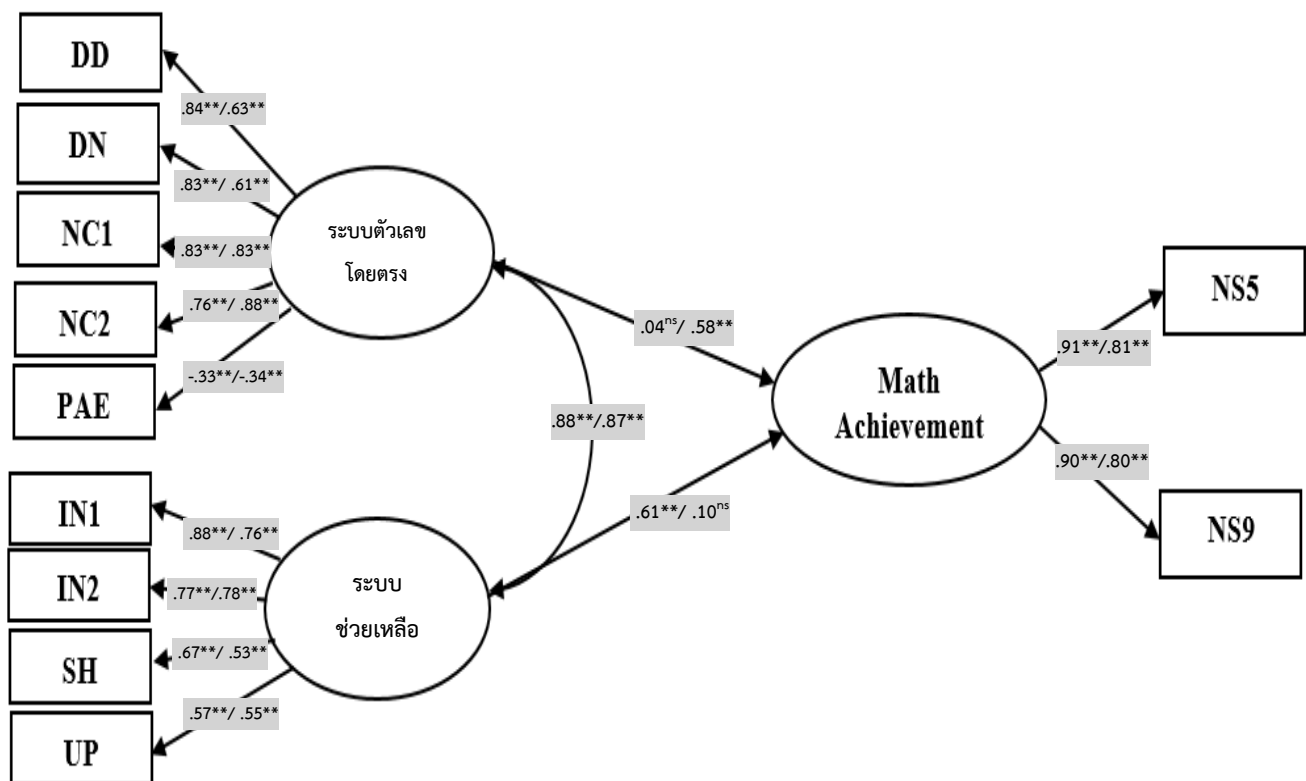 DD
.84**/.63**
DN
.83**/ .61**
NC1
.83**/ .83**
NC2
.76**/ .88**
PAE
-.33**/-.34**
ระบบตัวเลข
โดยตรง
.04ns/ .58**
.88**/.87**
.61**/ .10ns
IN1
.88**/ .76**
IN2
.77**/.78**
SH
.67**/ .53**
UP
.57**/ .55**
ระบบ
ช่วยเหลือ
Math
Achievement
.91**/.81**
NS5
.90**/.80**
NS9